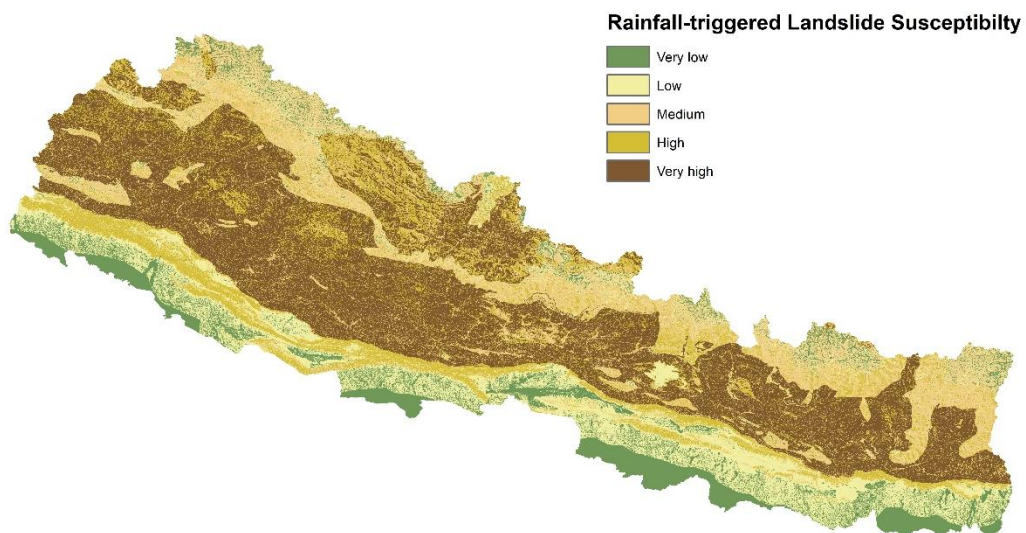 Rainfall-triggered Landslide Susceptibilty
Very low
Low
Medium
High
Very high